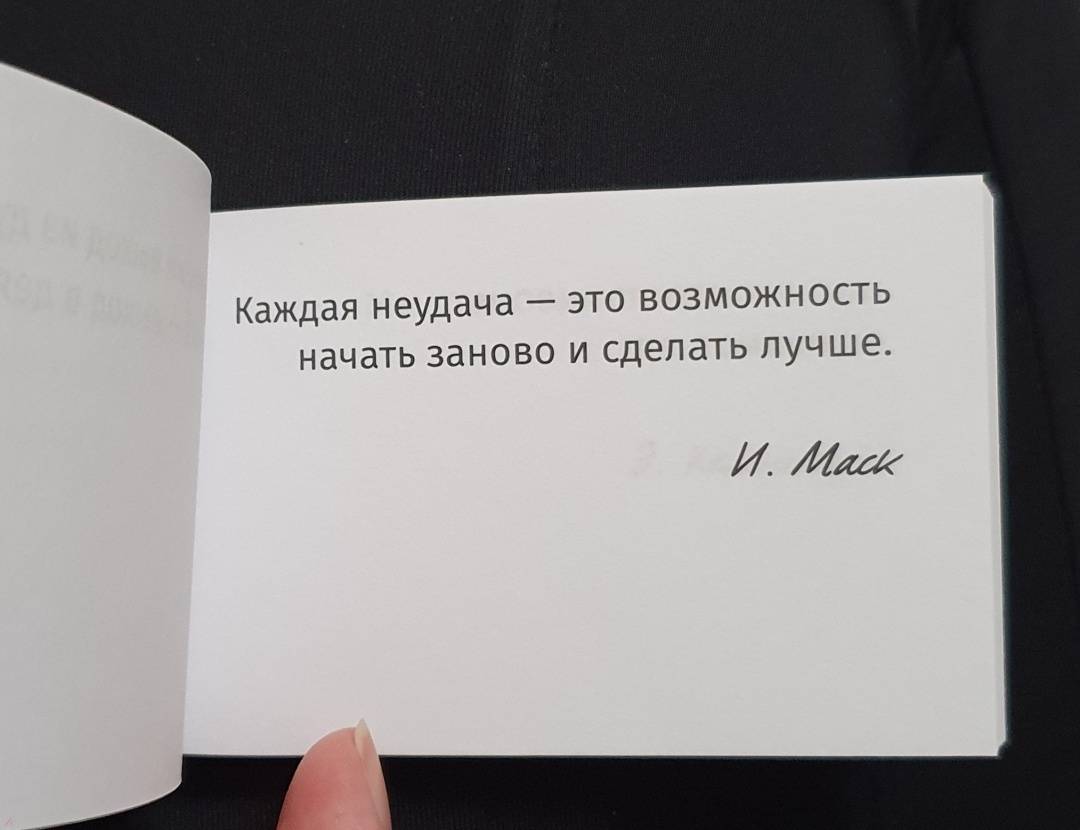 Каждая неудача — это возможность
начать заново и сделать лучше.
И. Маск